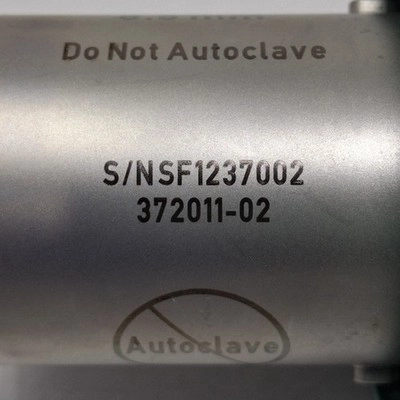 Do Not Autoclave
S/NSF1237002
372011-02
Autoclave